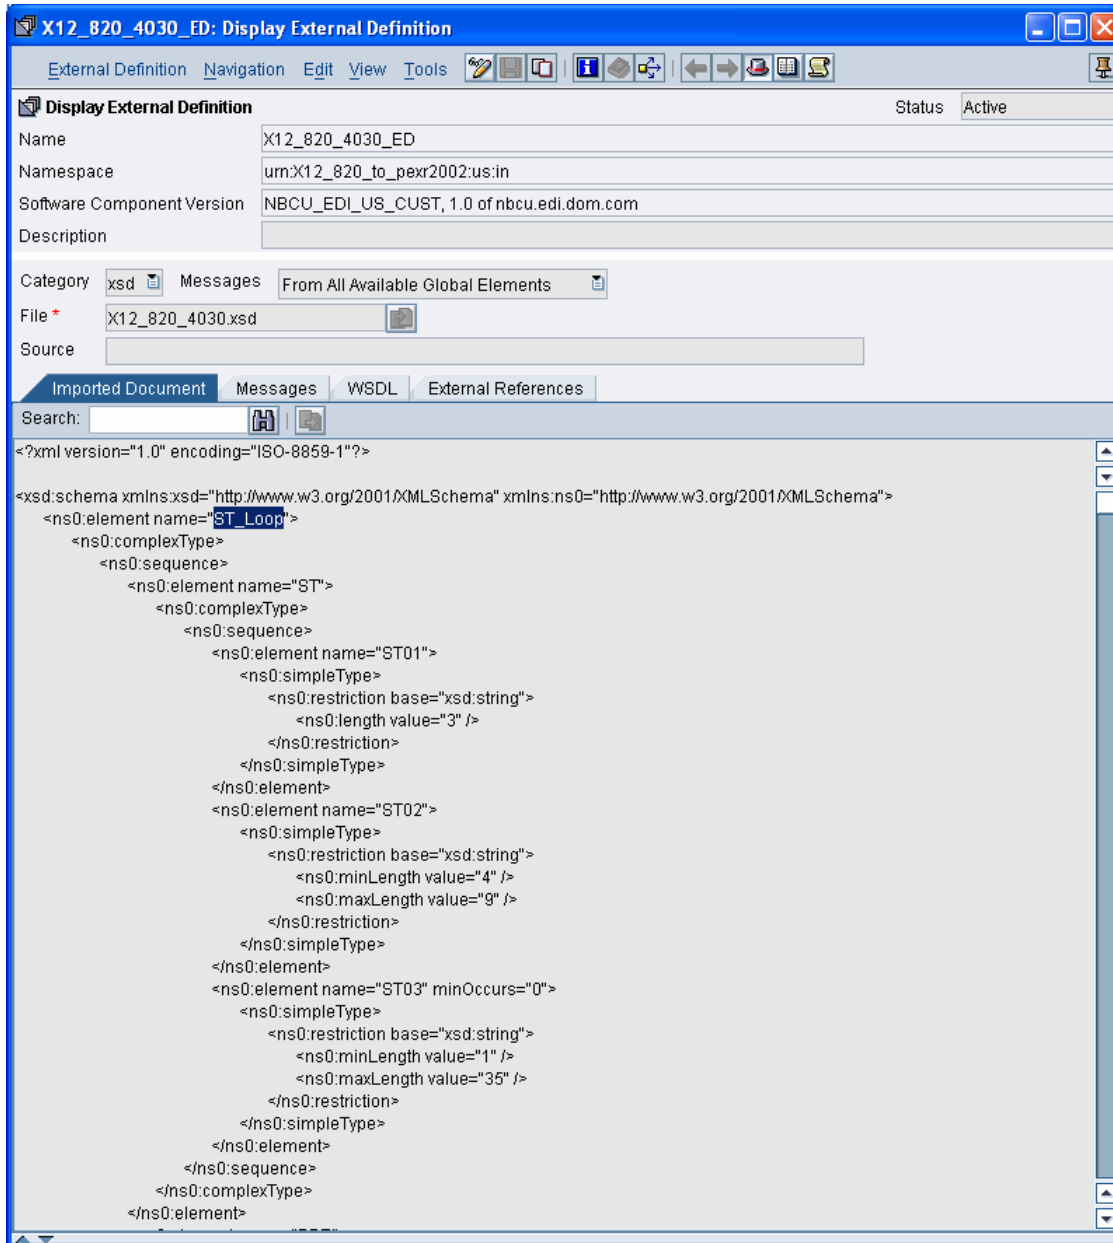 X12_820_4030_ED: Display External Definition
External Definition Navigation Edit View Tools
Display External Definition Status Active
Name X12_820_4030_ED
Namespace urn:X12_820_to_pexr2002:us:in
Software Component Version NBCU_EDI_US_CUST, 1.0 of nbcu.edi.dom.com
Description
Category xsd Messages From All Available Global Elements
File * X12_820_4030.xsd
Source
Imported Document Messages WSDL External References
Search:
<?xml version="1.0" encoding="ISO-8859-1"?>
<xsd:schema xmlns:xsd="http://www.w3.org/2001/XMLSchema" xmlns:ns0="http://www.w3.org/2001/XMLSchema">
<ns0:element name="ST_Loop">
<ns0:complexType>
<ns0:sequence>
<ns0:element name="ST">
<ns0:complexType>
<ns0:sequence>
<ns0:element name="ST01">
<ns0:simpleType>
<ns0:restriction base="xsd:string">
<ns0:length value="3" />
</ns0:restriction>
</ns0:simpleType>
</ns0:element>
<ns0:element name="ST02">
<ns0:simpleType>
<ns0:restriction base="xsd:string">
<ns0:minLength value="4" />
<ns0:maxLength value="9" />
</ns0:restriction>
</ns0:simpleType>
</ns0:element>
<ns0:element name="ST03" minOccurs="0">
<ns0:simpleType>
<ns0:restriction base="xsd:string">
<ns0:minLength value="1" />
<ns0:maxLength value="35" />
</ns0:restriction>
</ns0:simpleType>
</ns0:element>
</ns0:sequence>
</ns0:complexType>
</ns0:element>